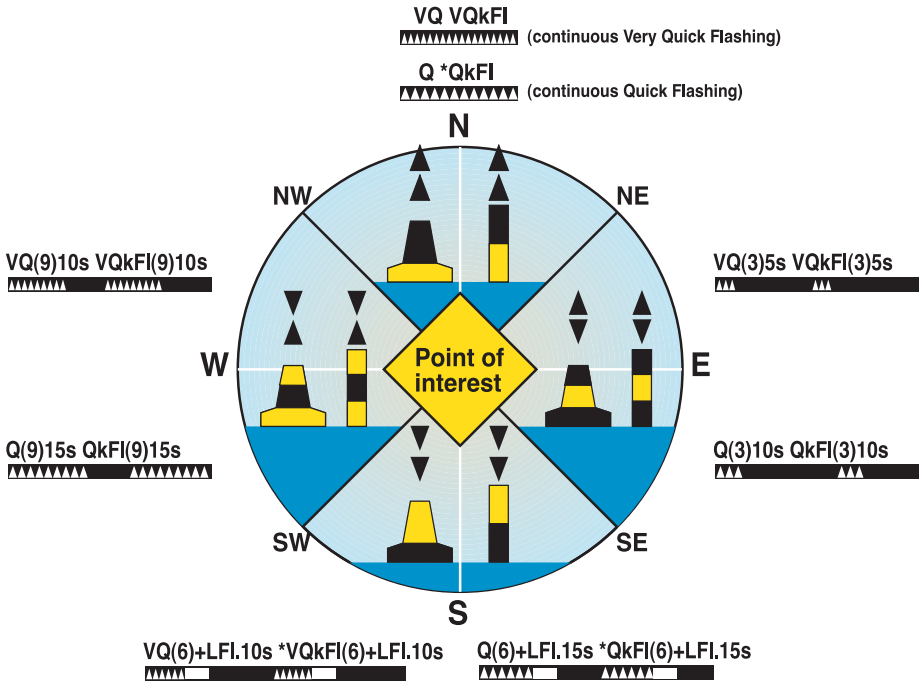 VQ VQkFl
(continuous Very Quick Flashing)
Q *QkFl
(continuous Quick Flashing)
N
NW
NE
VQ(9)10s VQkFl(9)10s
VQ(3)5s VQkFl(3)5s
W
Point of
interest
E
Q(9)15s QkFl(9)15s
Q(3)10s QkFl(3)10s
SW
SE
S
VQ(6)+LFl.10s *VQkFl(6)+LFl.10s
Q(6)+LFl.15s *QkFl(6)+LFl.15s